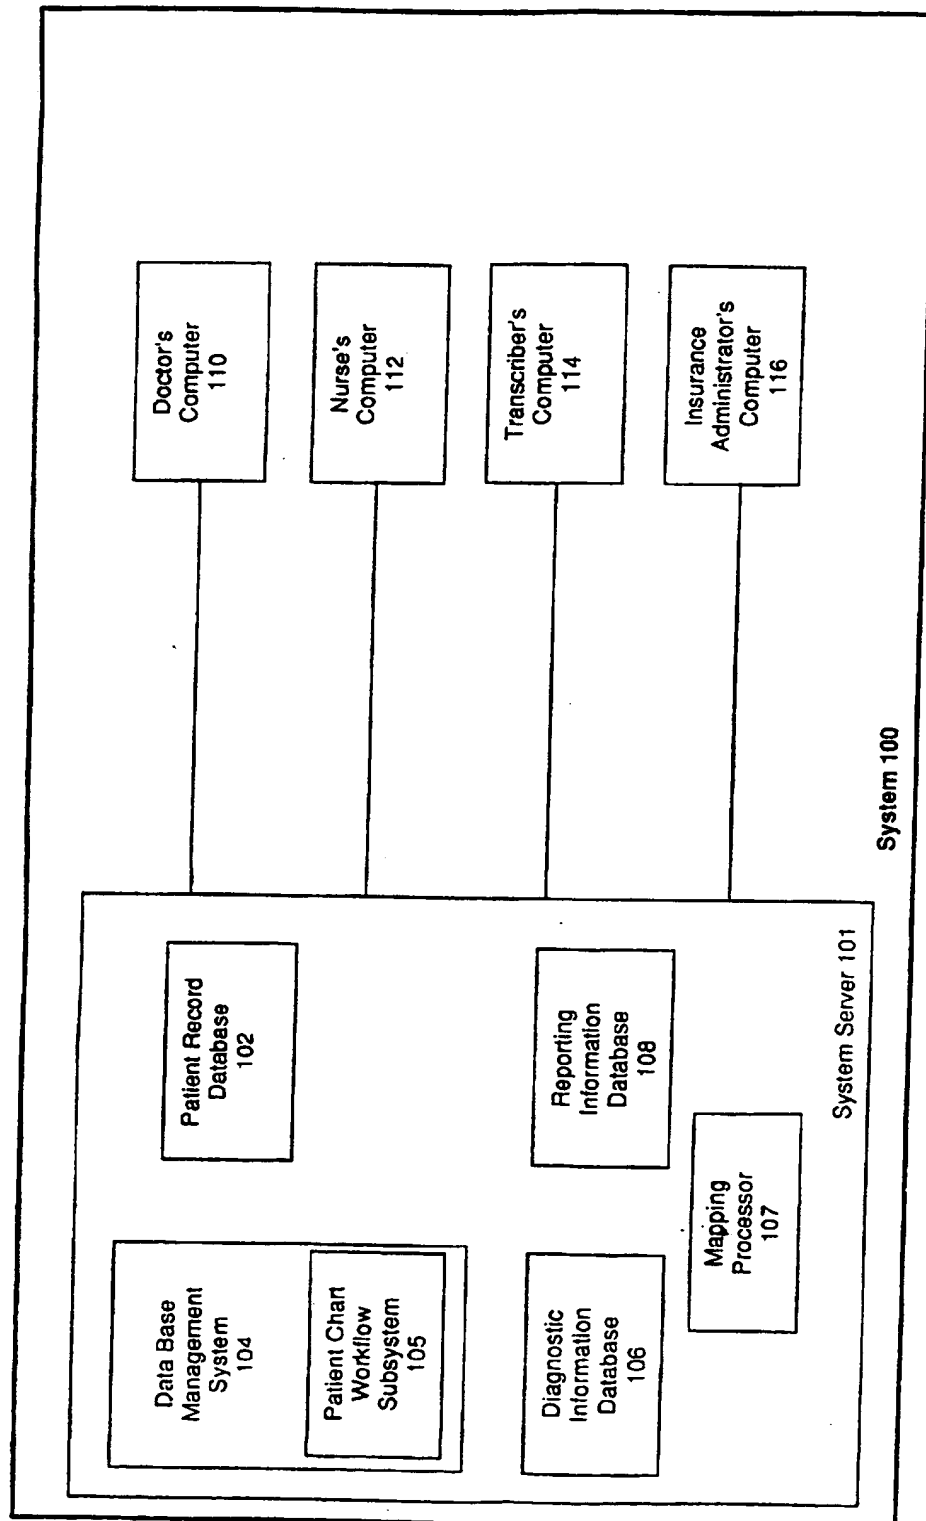 Data Base
Management
System
104
Patient Chart
Workflow
Subsystem
105
Patient Record
Database
102
Diagnostic
Information
Database
106
Reporting
Information
Database
108
Mapping
Processor
107
System Server 101
Doctor's
Computer
110
Nurse's
Computer
112
Transcriber's
Computer
114
Insurance
Administrator's
Computer
116
System 100